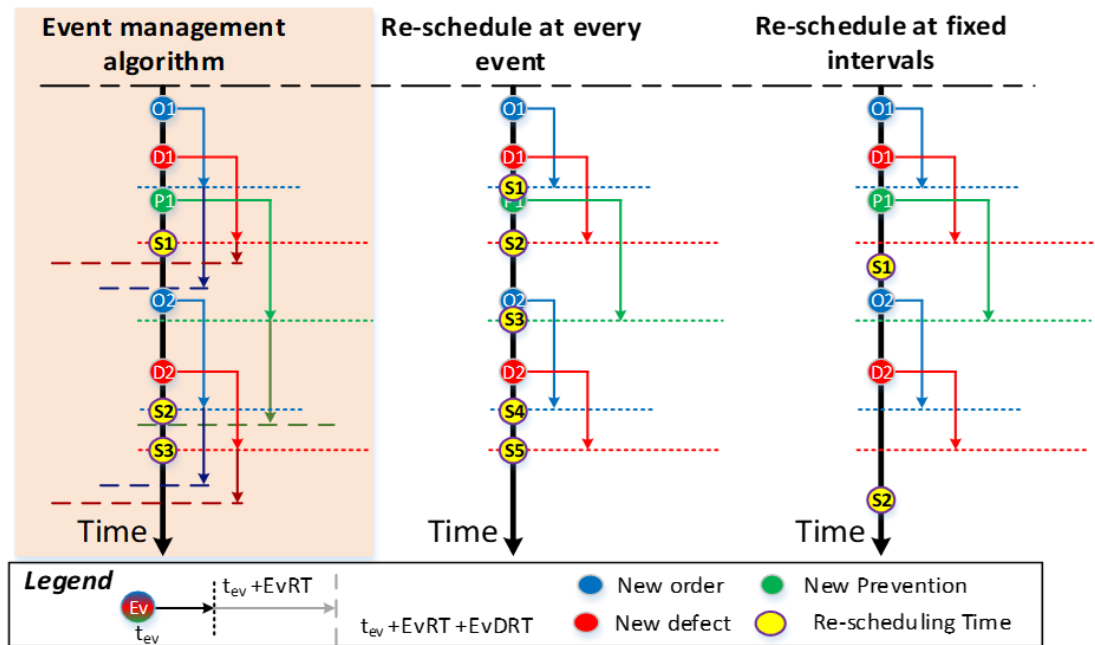 Event management
algorithm
Re-schedule at every
event
Re-schedule at fixed
intervals
O1
D1
P1
S1
O2
D2
S2
S3
Time
O1
D1
S1
P1
S2
O2
S3
D2
S4
S5
Time
O1
D1
P1
S1
O2
D2
S2
Time
Legend
Ev
tev
tev +EvRT
tev +EvRT +EvDRT
New order
New defect
New Prevention
Re-scheduling Time